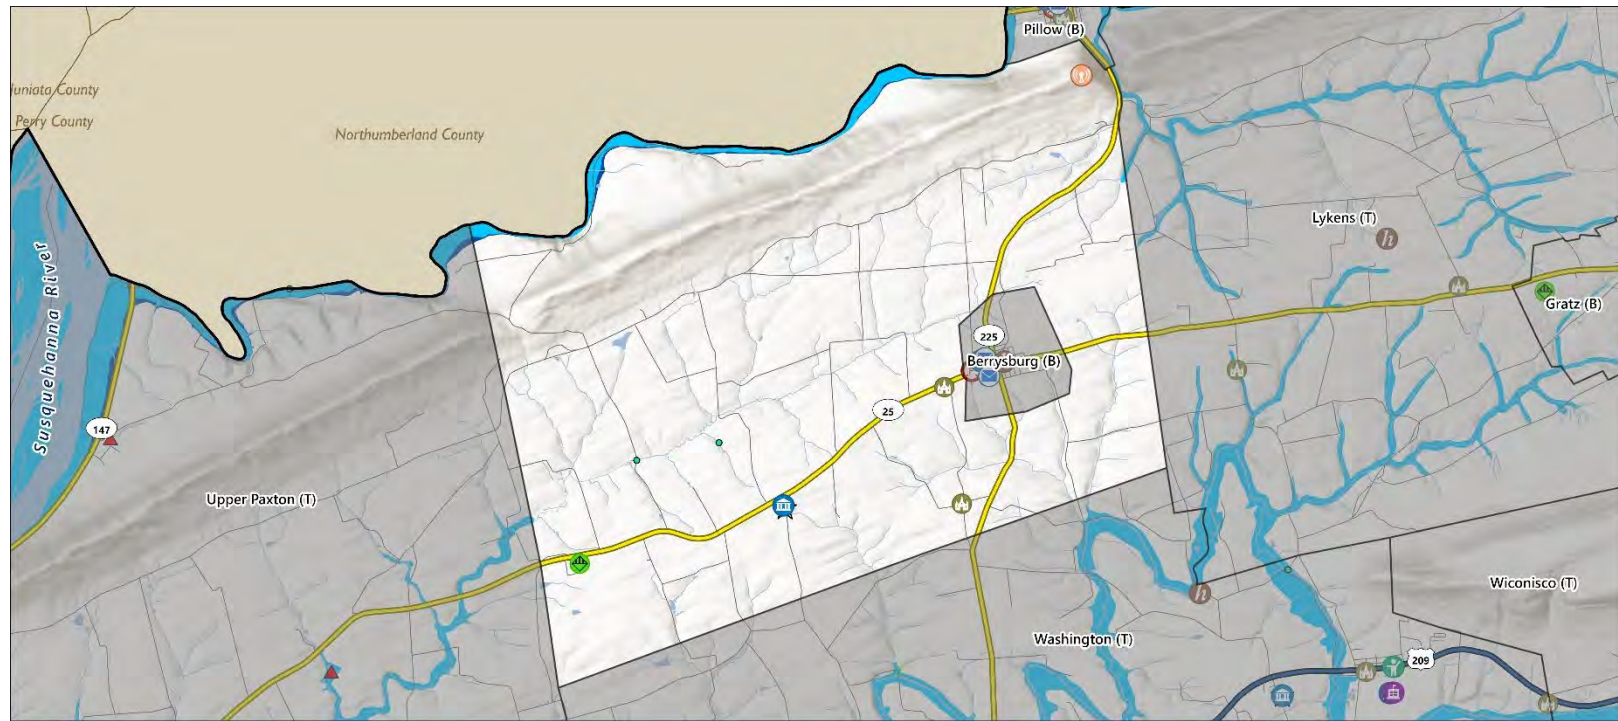 Pillow (B)
Juniata County
Perry County
Northumberland County
Lykens (T)
h
Susquehanna River
Gratz (B)
225
Berrysburg (B)
25
147
Upper Paxton (T)
Wiconisco (T)
h
Washington (T)
209